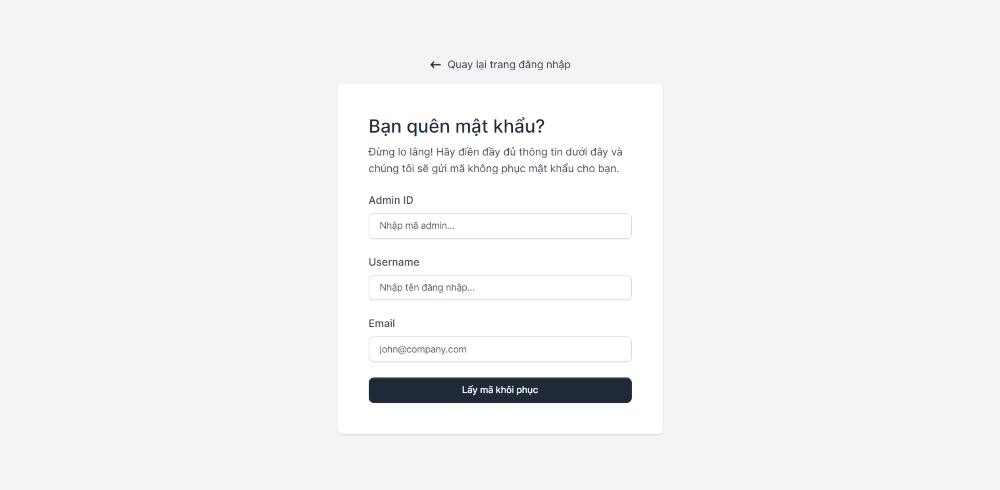 Quay lại trang đăng nhập
Bạn quên mật khẩu?
Đừng lo lắng! Hãy điền đầy đủ thông tin dưới đây và
chúng tôi sẽ gửi mã không phục mật khẩu cho bạn.
Admin ID
Nhập mã admin...
Username
Nhập tên đăng nhập...
Email
john@company.com
Lấy mã khôi phục